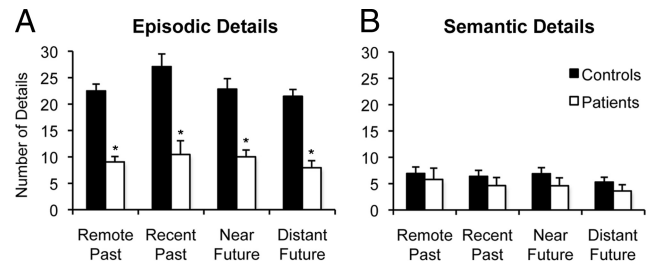 A
Episodic Details
Number of Details
30
25
20
15
10
5
0
*
*
*
*
Remote Past
Recent Past
Near Future
Distant Future
B
Semantic Details
30
25
20
15
10
5
0
Controls
Patients
Remote Past
Recent Past
Near Future
Distant Future